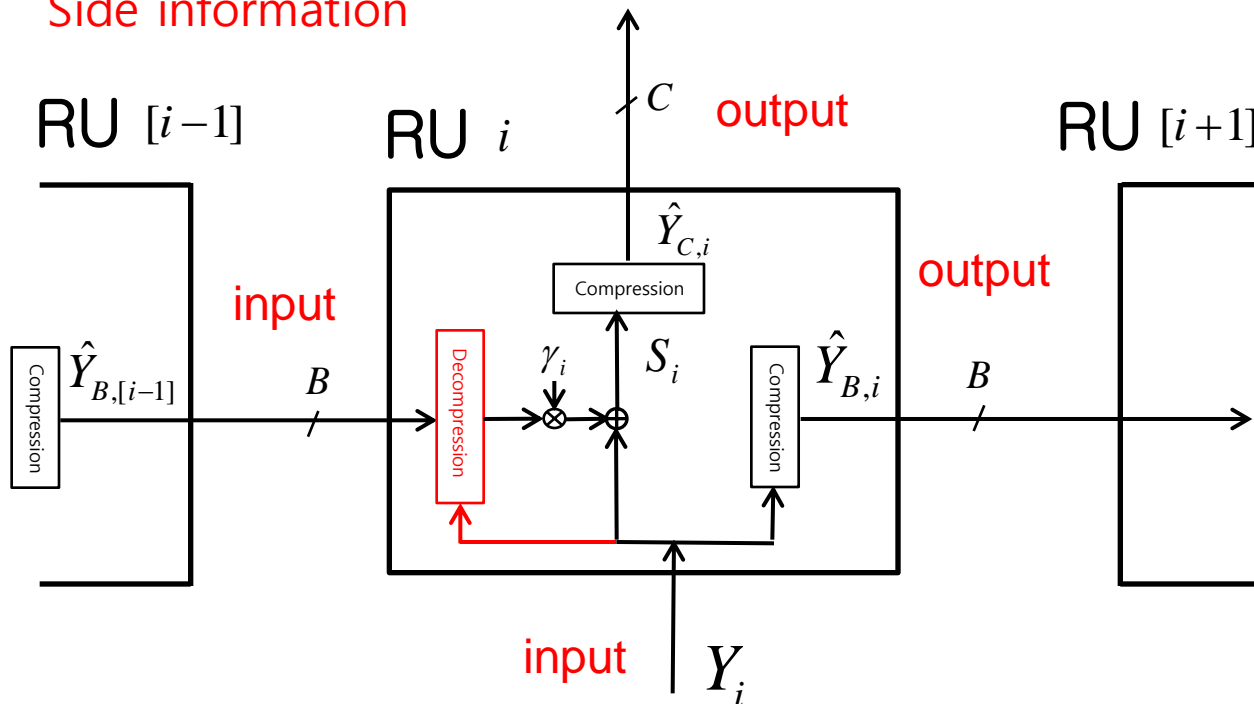 Side information
C
output
RU [i−1]
RU i
RU [i+1]
Ŷ_{C,i}
Compression
output
input
Compression
Ŷ_{B,[i−1]}
B
Decompression
γ_i
S_i
Compression
Ŷ_{B,i}
B
input
Y_i